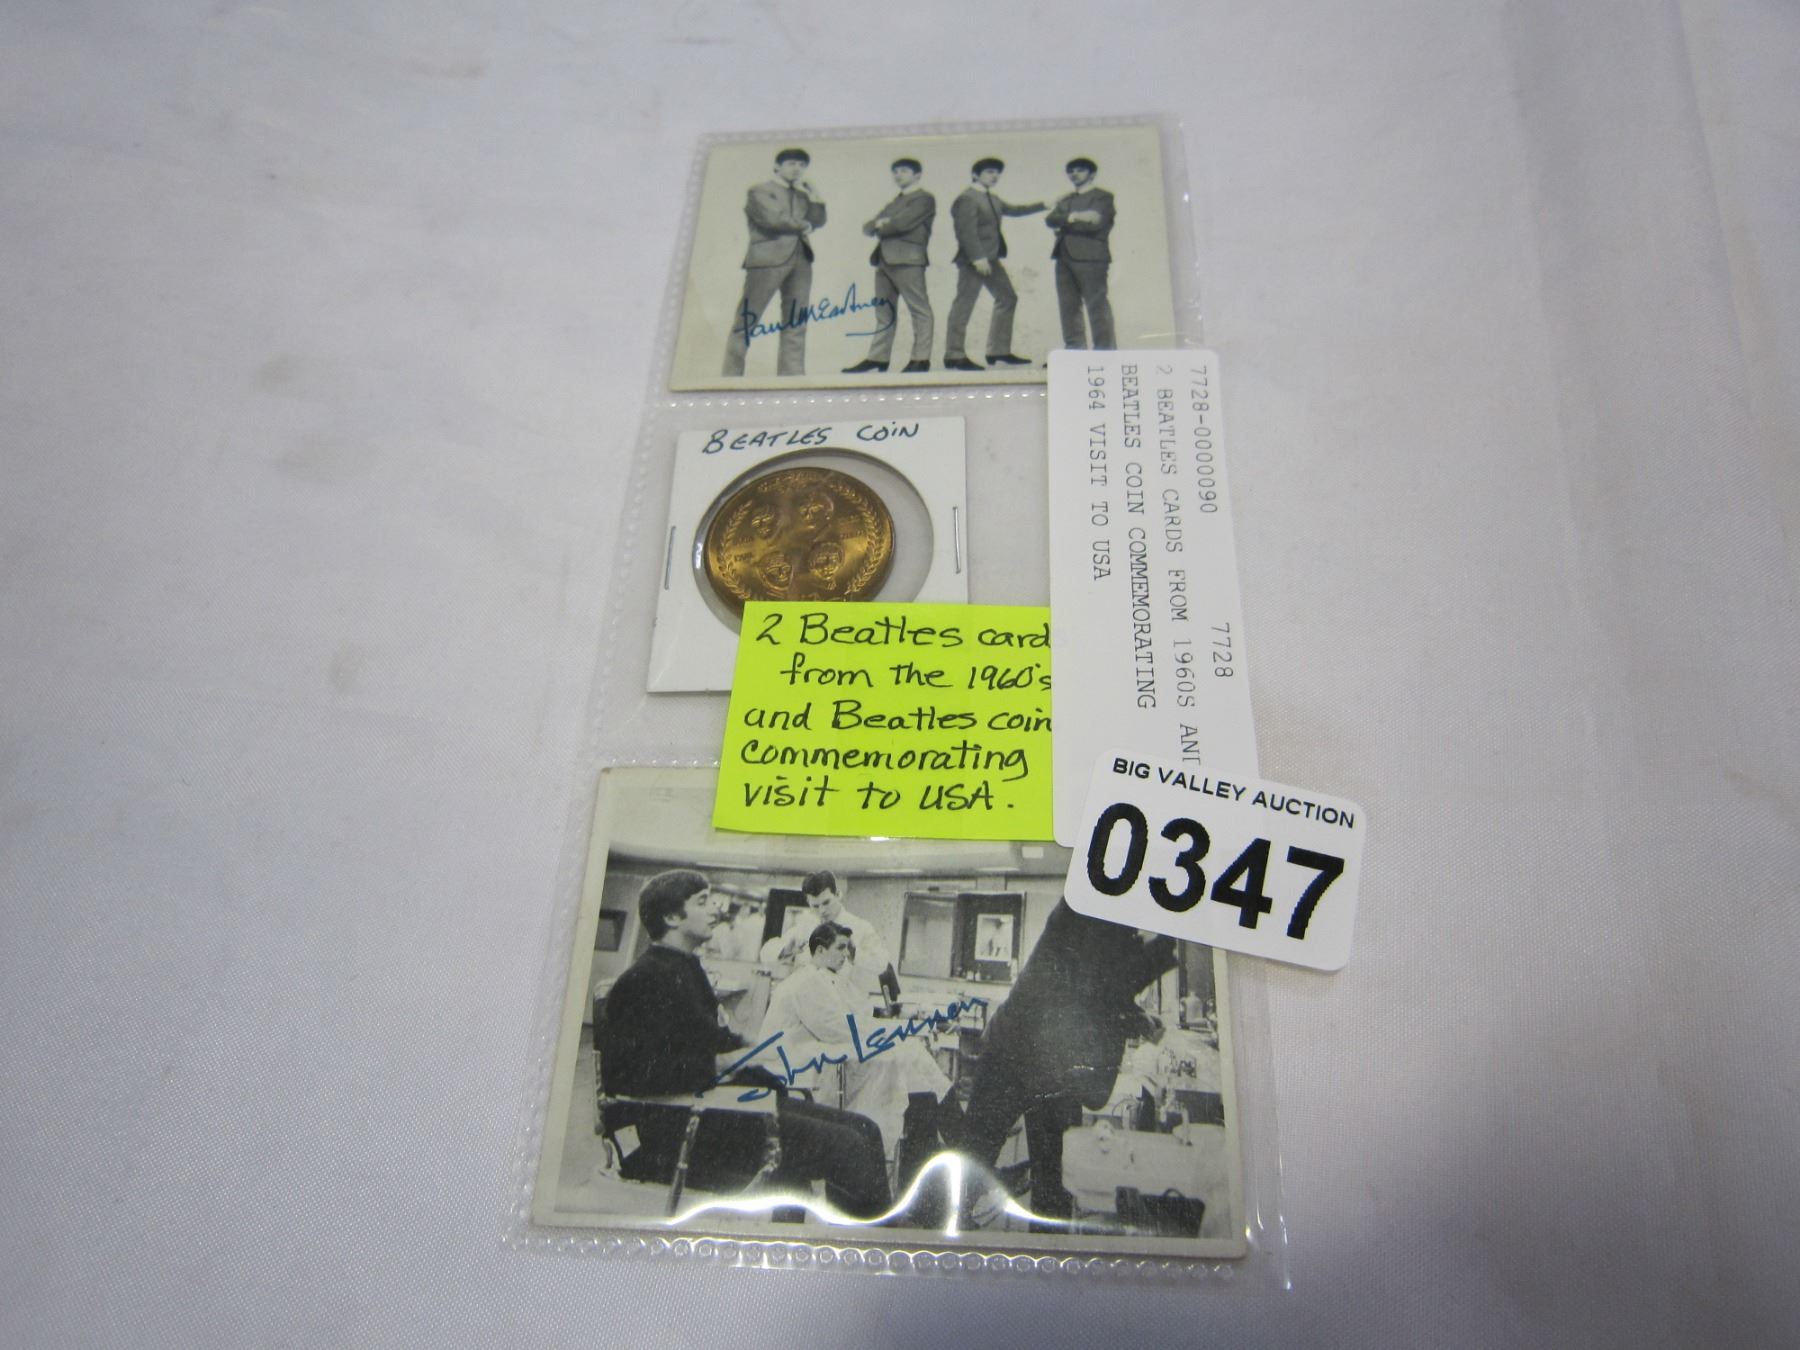 Paul McCartney
BEATLES COIN
2 Beatles card
from the 1960's
and Beatles coin
commemorating
visit to USA.
7728-0000090 7728
2 BEATLES CARDS FROM 1960S AND
BEATLES COIN COMMEMORATING
1964 VISIT TO USA
BIG VALLEY AUCTION
0347
John Lennon